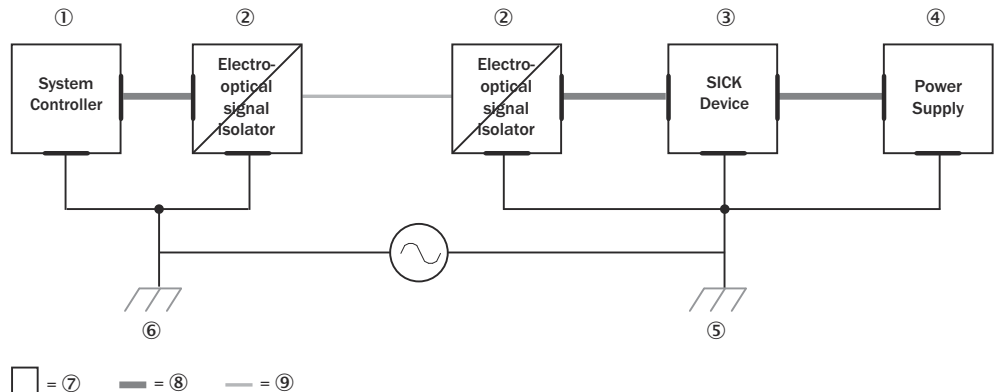 ① ② ② ③ ④
System
Controller
Electro-
optical
signal
isolator
Electro-
optical
signal
isolator
SICK
Device
Power
Supply
⑥ ⑤
= ⑦ = ⑧ = ⑨